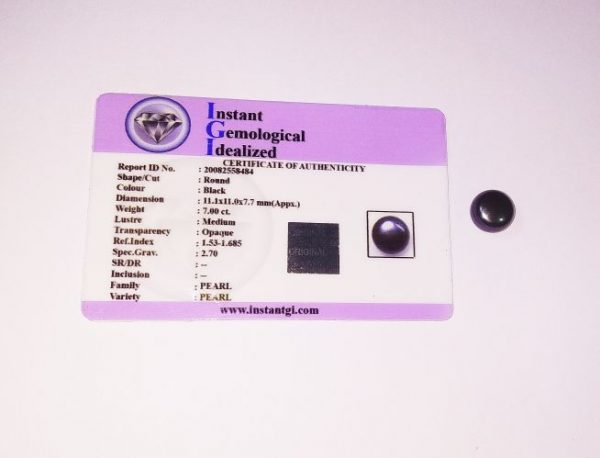 Instant
Gemological
Idealized
CERTIFICATE OF AUTHENTICITY
Report ID No. : 20082558484
Shape/Cut : Round
Colour : Black
Diamension : 11.1x11.0x7.7 mm(Appx.)
Weight : 7.00 ct.
Lustre : Medium
Transparency : Opaque
Ref.Index : 1.53-1.685
Spec.Grav. : 2.70
SR/DR : --
Inclusion : --
Family : PEARL
Variety : PEARL
ORIGINAL
www.instantgi.com